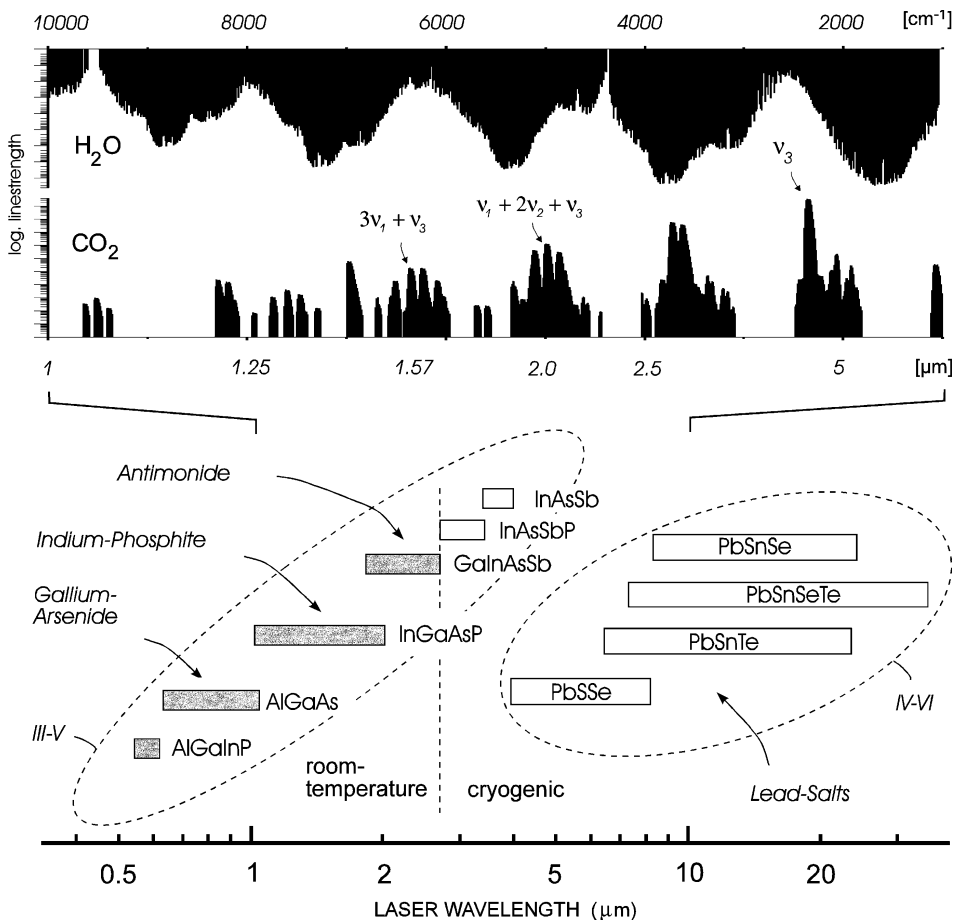 10000 8000 6000 4000 2000 [cm⁻¹]
H₂O
log. linestrength
CO₂
3ν₁ + ν₃
ν₁ + 2ν₂ + ν₃
ν₃
1 1.25 1.57 2.0 2.5 5 [µm]
Antimonide
InAsSb
InAsSbP
Indium-Phosphite
GaInAsSb
Gallium-
Arsenide
InGaAsP
AlGaAs
III-V
AlGaInP
PbSnSe
PbSnSeTe
PbSnTe
PbSSe
IV-VI
room-
temperature
cryogenic
Lead-Salts
0.5 1 2 5 10 20
LASER WAVELENGTH (µm)